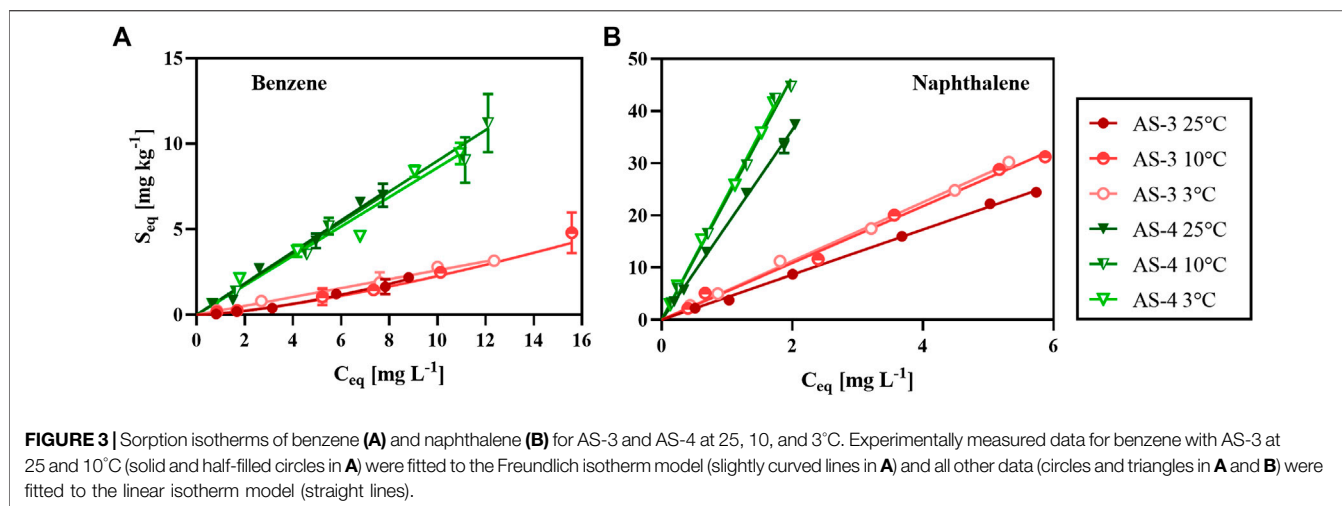 A
B
15
10
5
0
Benzene
S_eq [mg kg^-1]
0 2 4 6 8 10 12 14 16
C_eq [mg L^-1]
50
40
30
20
10
0
Naphthalene
0 2 4 6
C_eq [mg L^-1]
AS-3 25°C
AS-3 10°C
AS-3 3°C
AS-4 25°C
AS-4 10°C
AS-4 3°C
FIGURE 3 | Sorption isotherms of benzene (A) and naphthalene (B) for AS-3 and AS-4 at 25, 10, and 3°C. Experimentally measured data for benzene with AS-3 at
25 and 10°C (solid and half-filled circles in A) were fitted to the Freundlich isotherm model (slightly curved lines in A) and all other data (circles and triangles in A and B) were
fitted to the linear isotherm model (straight lines).